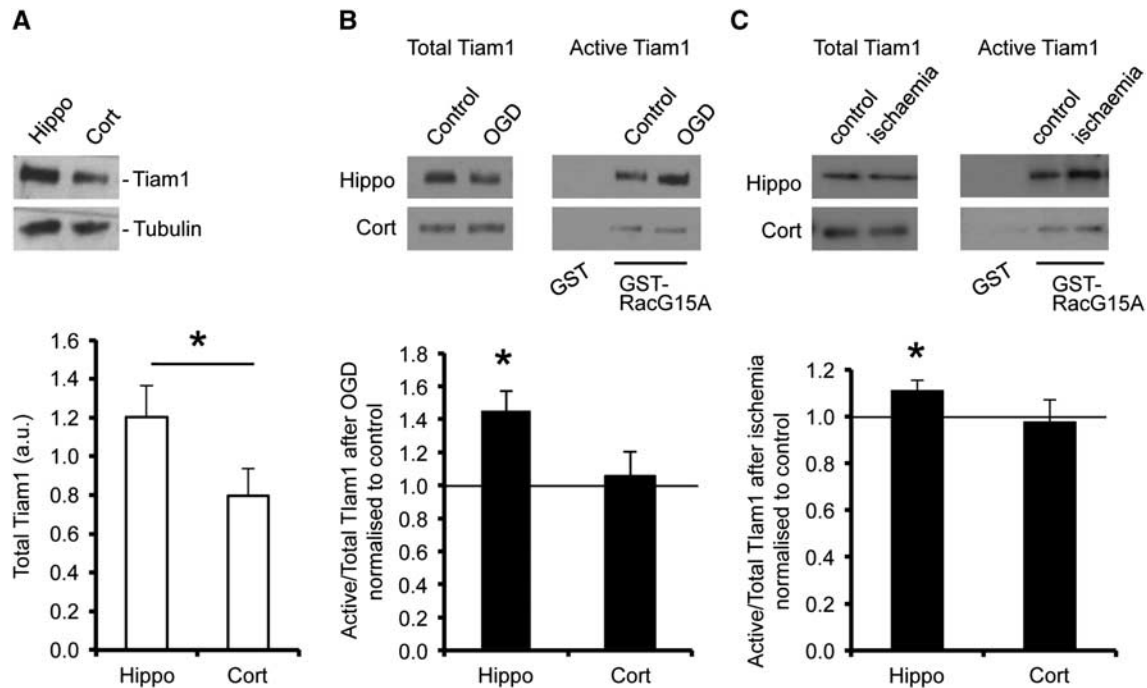 A
Hippo
Cort
- Tiam1
- Tubulin
1.6
1.4
1.2
1.0
0.8
0.6
0.4
0.2
0.0
Total Tiam1 (a.u.)
*
Hippo
Cort
B
Total Tiam1
Active Tiam1
Control
OGD
Control
OGD
Hippo
Cort
GST
GST-
RacG15A
1.8
1.6
1.4
1.2
1.0
0.8
0.6
0.4
0.2
0.0
Active/Total TIam1 after OGD
normalised to control
*
Hippo
Cort
C
Total Tiam1
Active Tiam1
control
ischaemia
control
ischaemia
Hippo
Cort
GST
GST-
RacG15A
1.2
1.0
0.8
0.6
0.4
0.2
0.0
Active/Total TIam1 after ischemia
normalised to control
*
Hippo
Cort